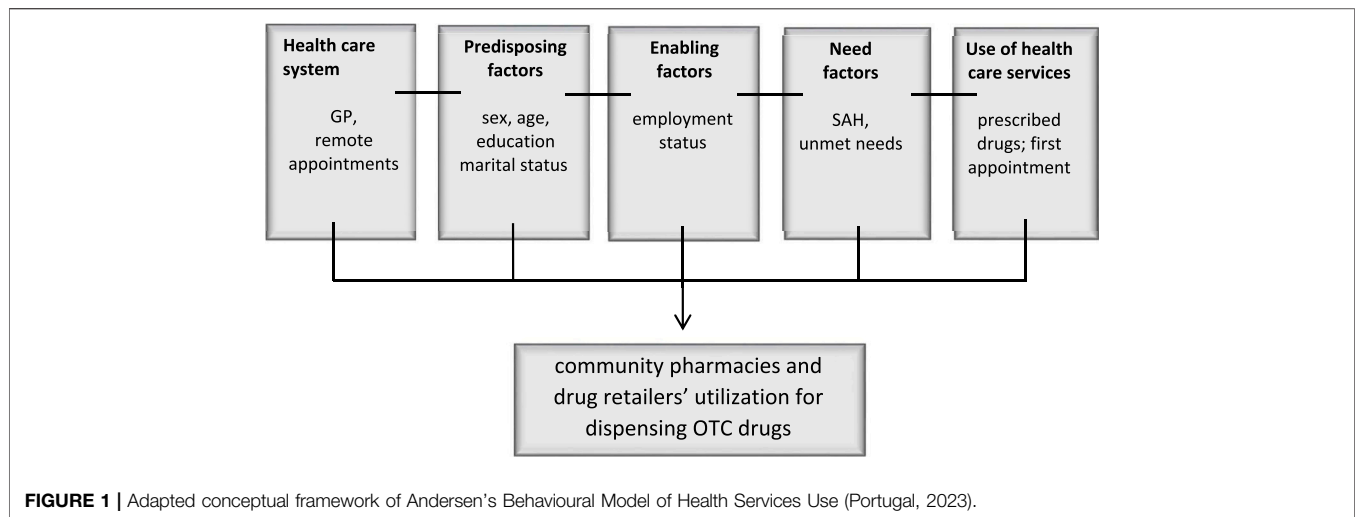 Health care
system
GP,
remote
appointments
Predisposing
factors
sex, age,
education
marital status
Enabling
factors
employment
status
Need
factors
SAH,
unmet needs
Use of health
care services
prescribed
drugs; first
appointment
community pharmacies and
drug retailers’ utilization for
dispensing OTC drugs
FIGURE 1 | Adapted conceptual framework of Andersen’s Behavioural Model of Health Services Use (Portugal, 2023).